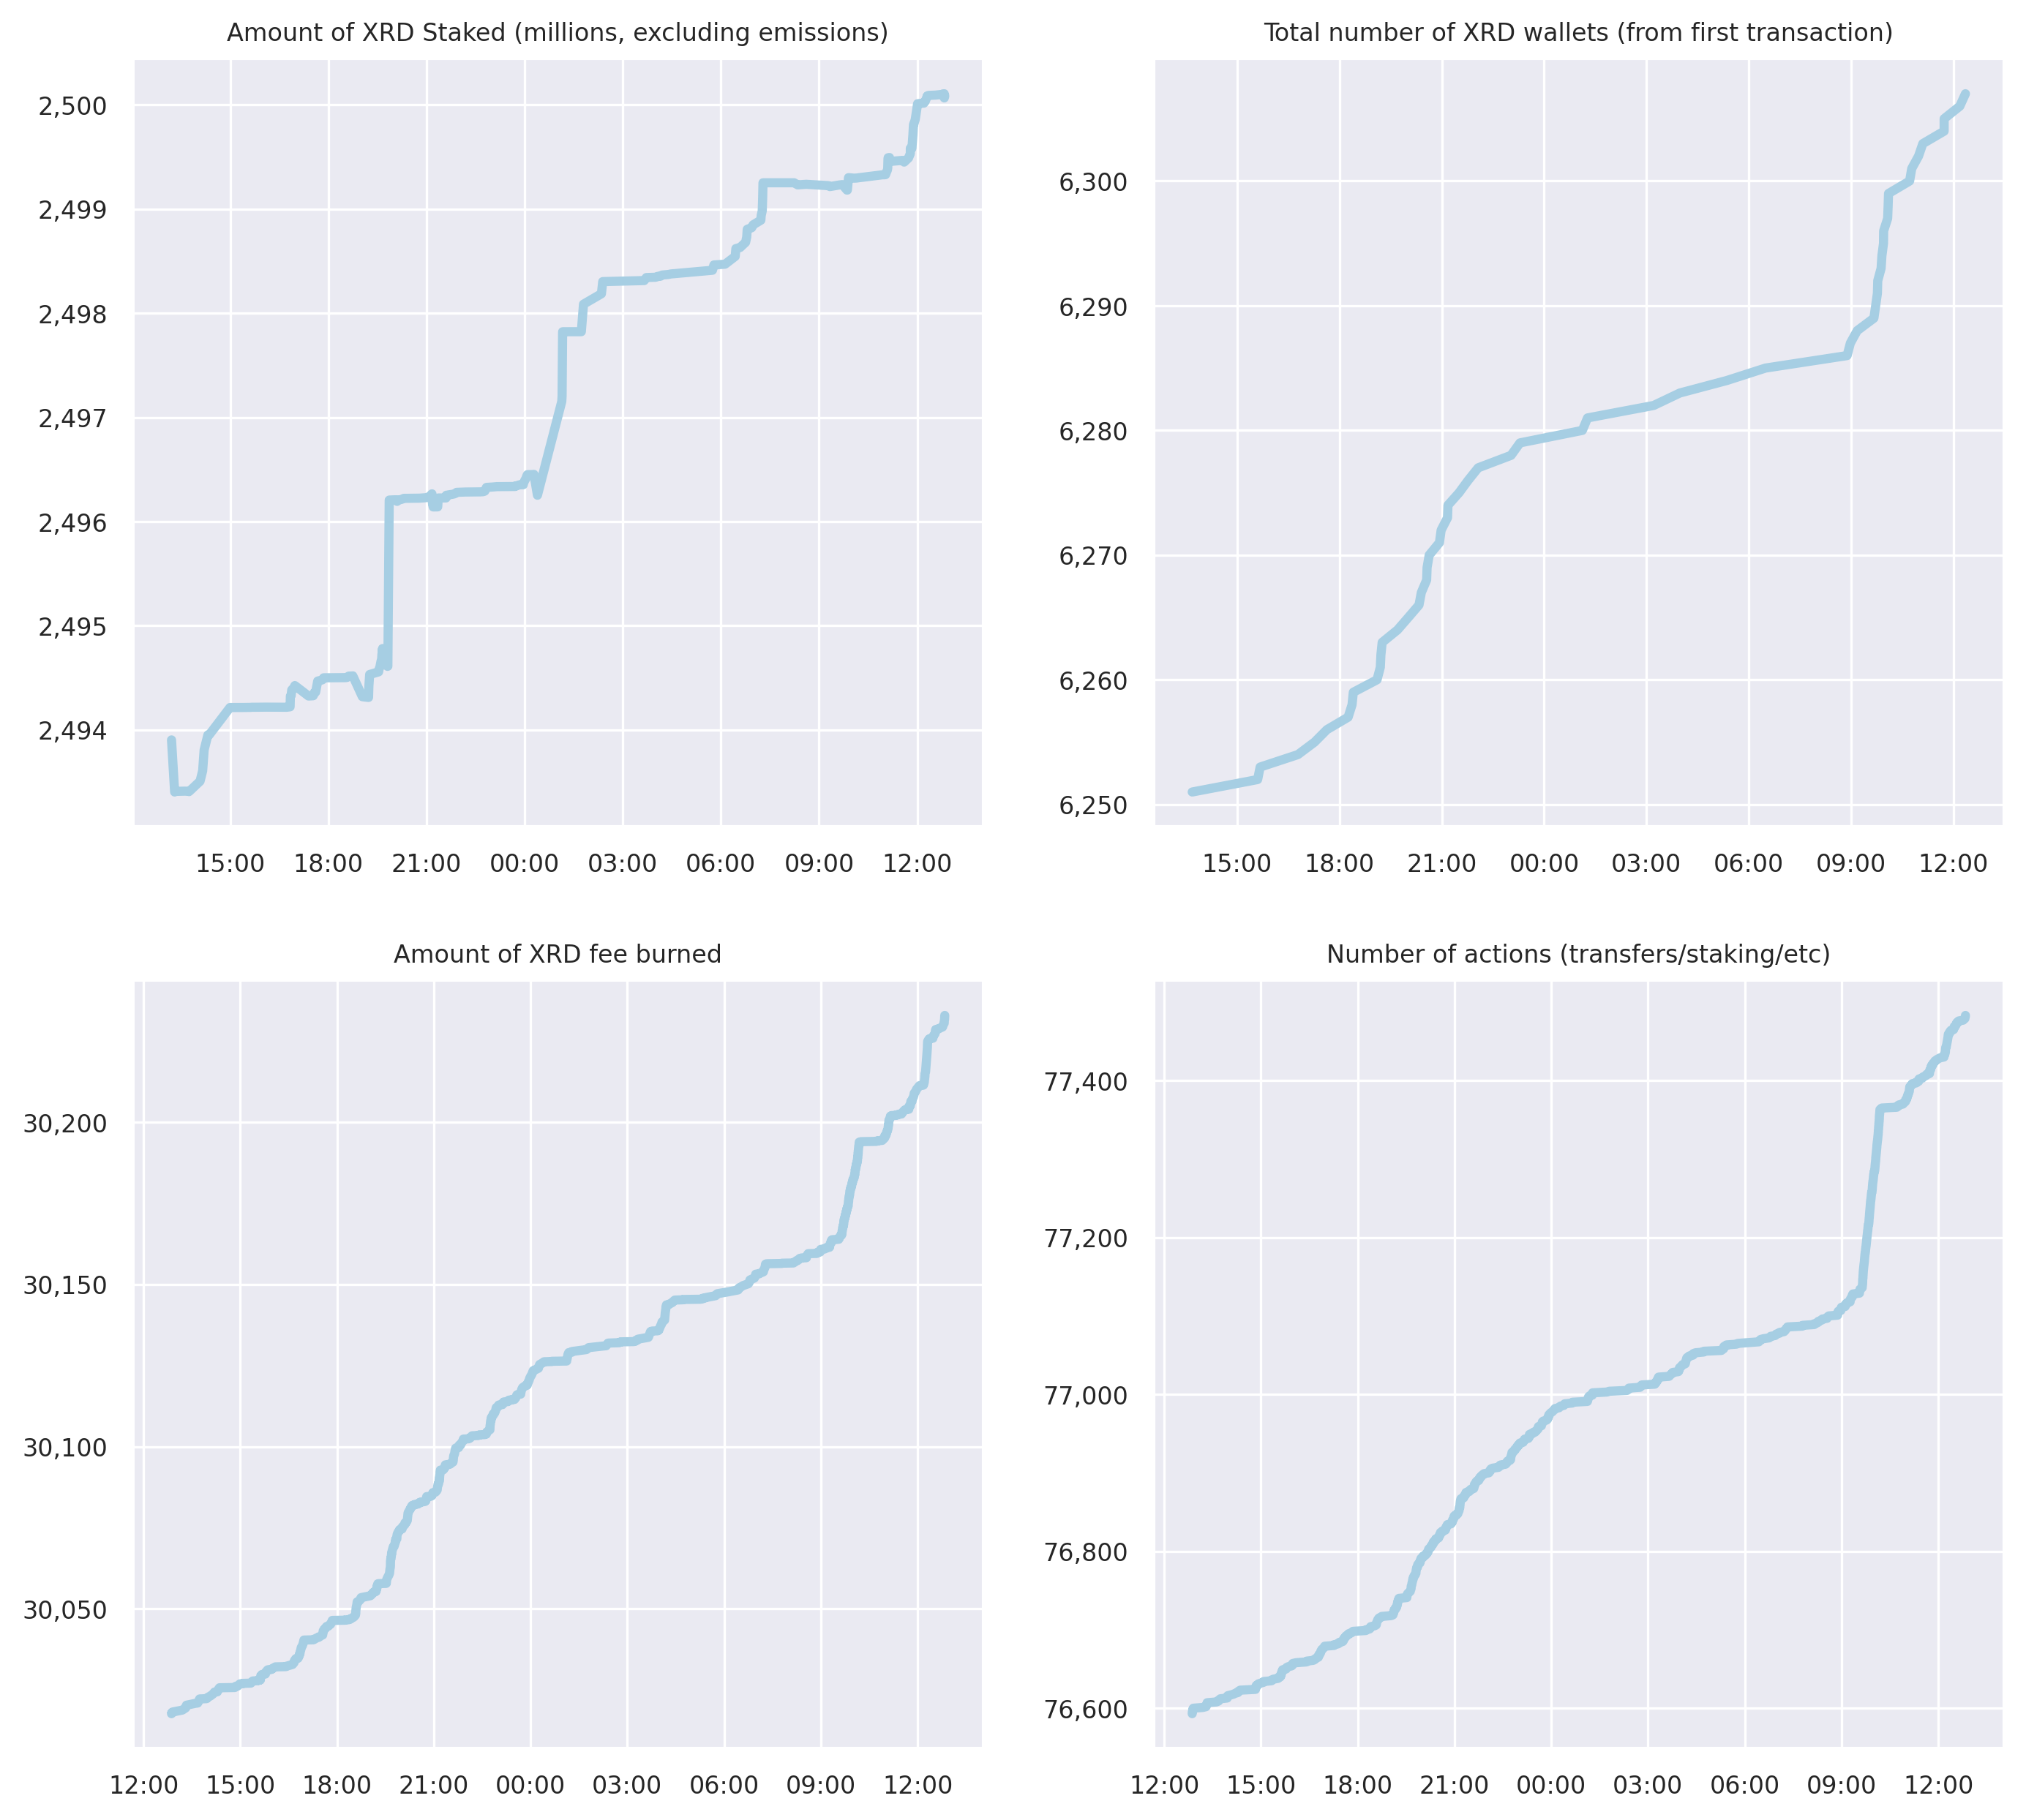 Amount of XRD Staked (millions, excluding emissions)
2,500
2,499
2,498
2,497
2,496
2,495
2,494
15:00 18:00 21:00 00:00 03:00 06:00 09:00 12:00
Total number of XRD wallets (from first transaction)
6,300
6,290
6,280
6,270
6,260
6,250
15:00 18:00 21:00 00:00 03:00 06:00 09:00 12:00
Amount of XRD fee burned
30,200
30,150
30,100
30,050
12:00 15:00 18:00 21:00 00:00 03:00 06:00 09:00 12:00
Number of actions (transfers/staking/etc)
77,400
77,200
77,000
76,800
76,600
12:00 15:00 18:00 21:00 00:00 03:00 06:00 09:00 12:00